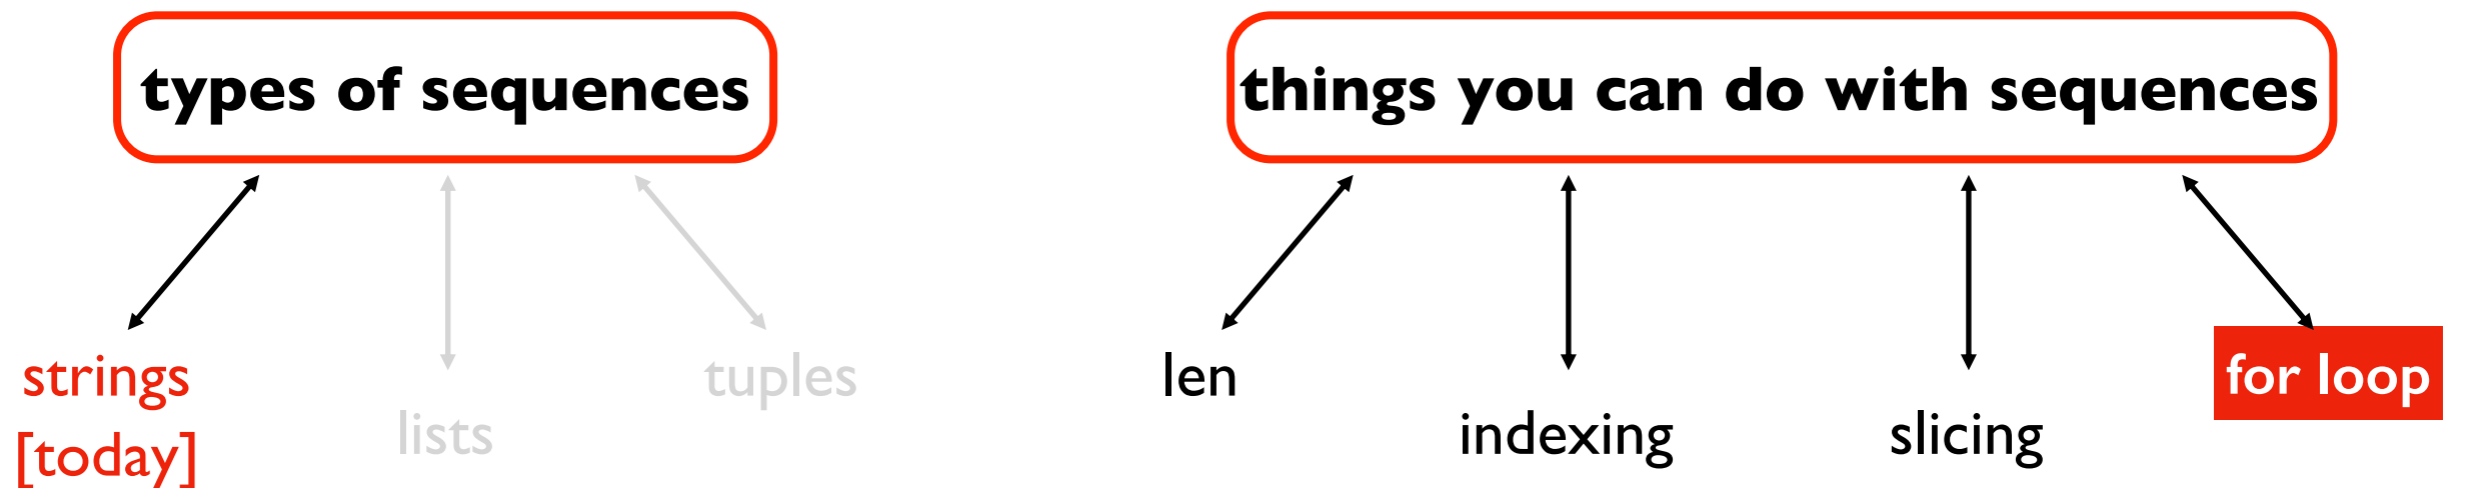 types of sequences
things you can do with sequences
strings
[today]
lists
tuples
len
indexing
slicing
for loop